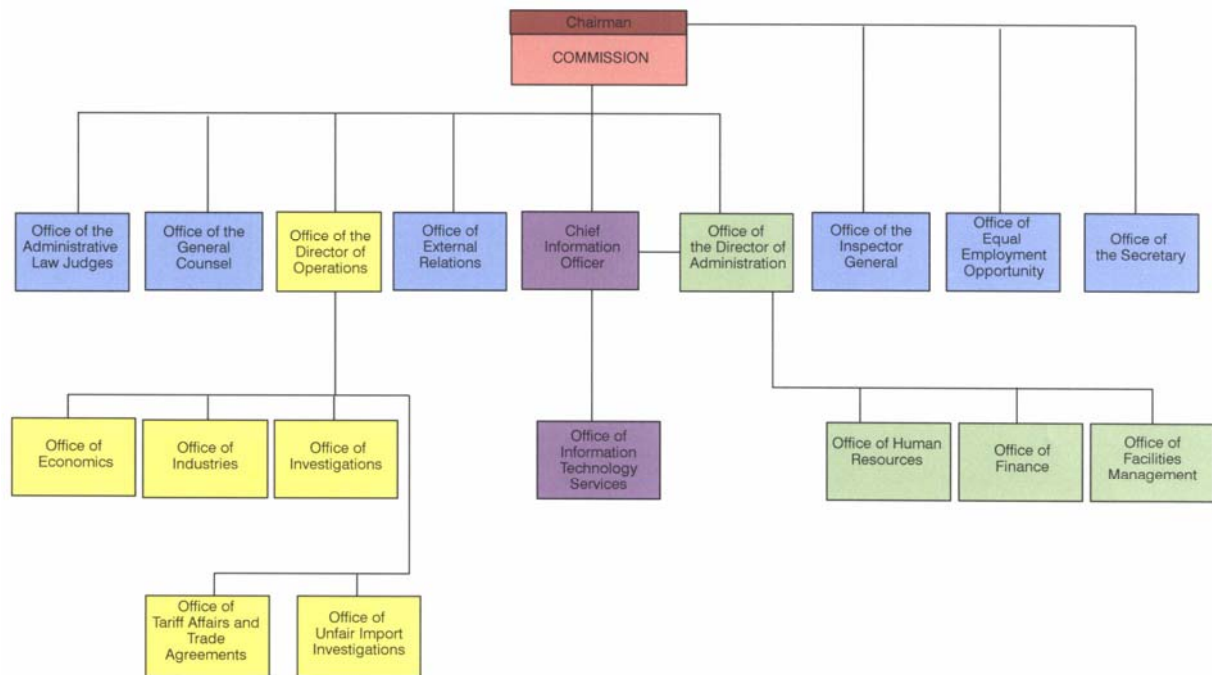 Chairman
COMMISSION
Office of the
Administrative
Law Judges
Office of the
General
Counsel
Office of the
Director of
Operations
Office of
External
Relations
Chief
Information
Officer
Office of
the Director of
Administration
Office of the
Inspector
General
Office of
Equal
Employment
Opportunity
Office of
the Secretary
Office of
Economics
Office of
Industries
Office of
Investigations
Office of
Information
Technology
Services
Office of Human
Resources
Office of
Finance
Office of
Facilities
Management
Office of
Tariff Affairs and
Trade
Agreements
Office of
Unfair Import
Investigations